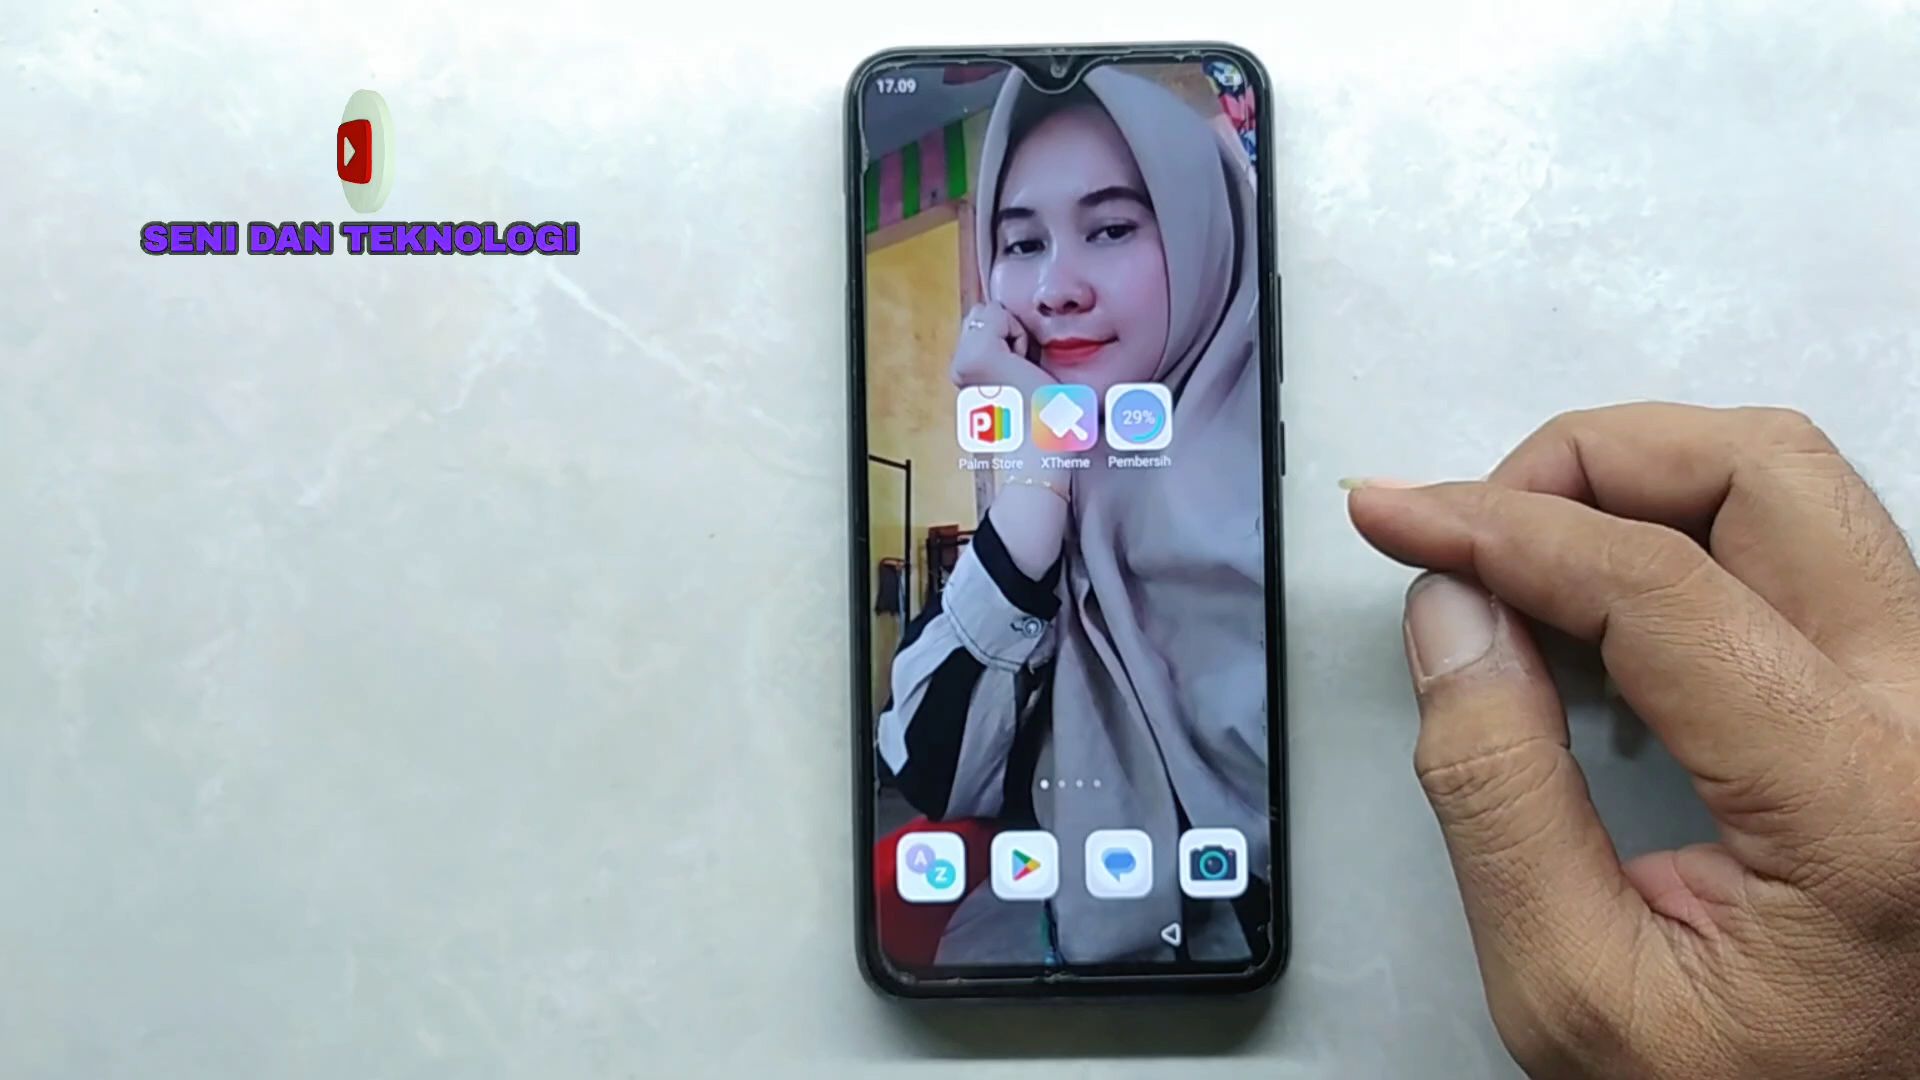 17.09
SENI DAN TEKNOLOGI
29%
Palm Store XTheme Pembersih
A
Z